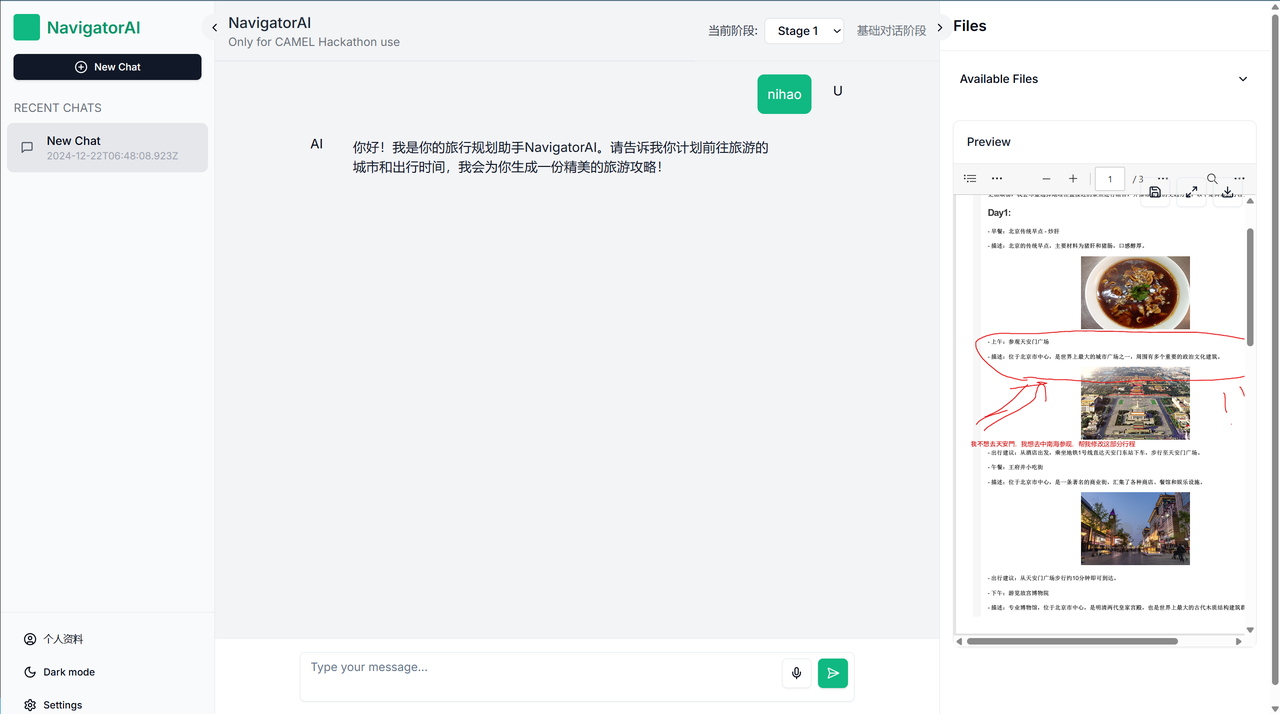 NavigatorAI
New Chat
RECENT CHATS
New Chat
2024-12-22T06:48:08.923Z
个人资料
Dark mode
Settings
NavigatorAI
Only for CAMEL Hackathon use
当前阶段:
Stage 1
基础对话阶段
nihao
U
AI
你好！我是你的旅行规划助手NavigatorAI。请告诉我你计划前往旅游的
城市和出行时间，我会为你生成一份精美的旅游攻略！
Type your message...
Files
Available Files
Preview
1
/ 3
Day1:
- 早餐：北京传统早点 - 炒肝
- 描述：北京的传统早点，主要材料为猪肝和猪肠，口感醇厚。
- 上午：参观天安门广场
- 描述：位于北京市中心，是世界上最大的城市广场之一，周围有多个重要的政治文化建筑。
我不想去天安門，我想去中南海参观，帮我修改这部分行程
- 出行建议：从酒店出发，乘坐地铁1号线直达天安门东站下车，步行至天安门广场。
- 午餐：王府井小吃街
- 描述：位于北京市中心，是一条著名的商业街，汇集了各种商店、餐馆和娱乐设施。
- 出行建议：从天安门广场步行约10分钟即可到达。
- 下午：游览故宫博物院
- 描述：专业博物馆，位于北京市中心，是明清两代皇家宫殿，也是世界上最大的古代木质结构建筑群